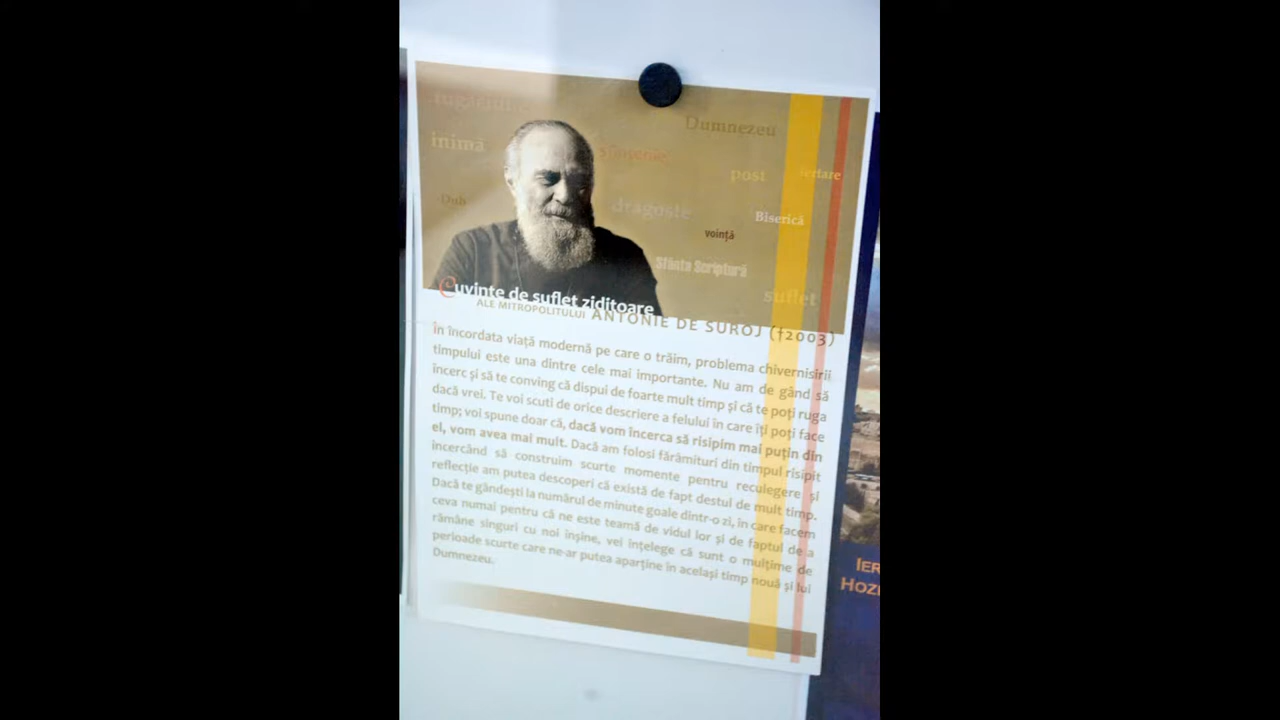 rugăciune
Dumnezeu
inimă
sfințenie
post
iertare
Duh
dragoste
Biserică
voință
Sfânta Scriptură
suflet
Cuvinte de suflet ziditoare
ALE MITROPOLITULUI ANTONIE DE SUROJ (†2003)
În încordata viață modernă pe care o trăim, problema chivernisirii
timpului este una dintre cele mai importante. Nu am de gând să
încerc și să te conving că dispui de foarte mult timp și că te poți ruga
dacă vrei. Te voi scuti de orice descriere a felului în care îți poți face
timp; voi spune doar că, dacă vom încerca să risipim mai puțin din
el, vom avea mai mult. Dacă am folosi fărâmituri din timpul risipit
încercând să construim scurte momente pentru reculegere și
reflecție am putea descoperi că există de fapt destul de mult timp.
Dacă te gândești la numărul de minute goale dintr-o zi, în care facem
ceva numai pentru că ne este teamă de vidul lor și de faptul de a
rămâne singuri cu noi înșine, vei înțelege că sunt o mulțime de
perioade scurte care ne-ar putea aparține în același timp nouă și lui
Dumnezeu.
IER
HOZE